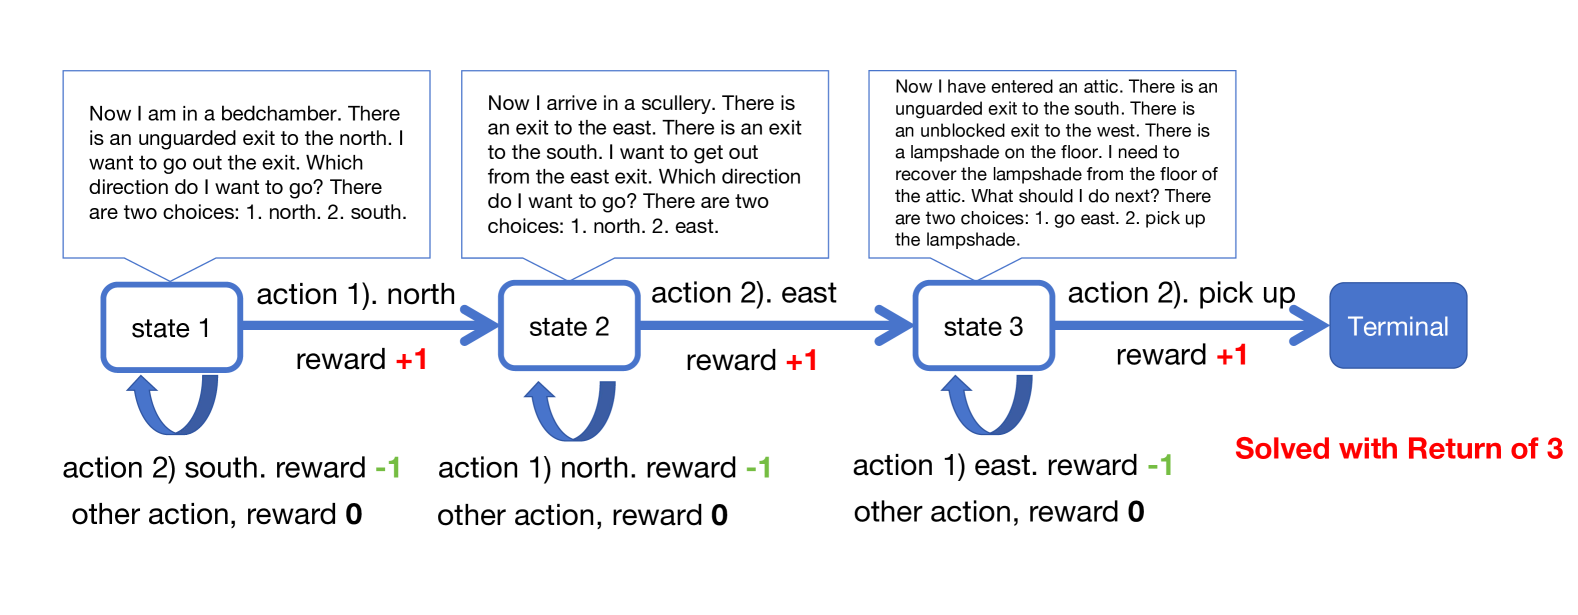 Now I am in a bedchamber. There
is an unguarded exit to the north. I
want to go out the exit. Which
direction do I want to go? There
are two choices: 1. north. 2. south.
Now I arrive in a scullery. There is
an exit to the east. There is an exit
to the south. I want to get out
from the east exit. Which direction
do I want to go? There are two
choices: 1. north. 2. east.
Now I have entered an attic. There is an
unguarded exit to the south. There is
an unblocked exit to the west. There is
a lampshade on the floor. I need to
recover the lampshade from the floor of
the attic. What should I do next? There
are two choices: 1. go east. 2. pick up
the lampshade.
state 1
action 1). north
reward +1
state 2
action 2). east
reward +1
state 3
action 2). pick up
reward +1
Terminal
action 2) south. reward -1
other action, reward 0
action 1) north. reward -1
other action, reward 0
action 1) east. reward -1
other action, reward 0
Solved with Return of 3